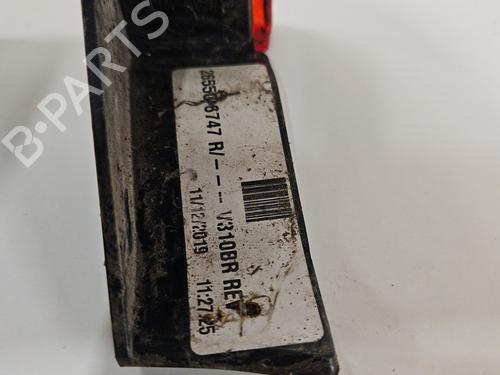 265506747 R/- - - V310BR REV
11/12/2019 11:27:25
B-PARTS